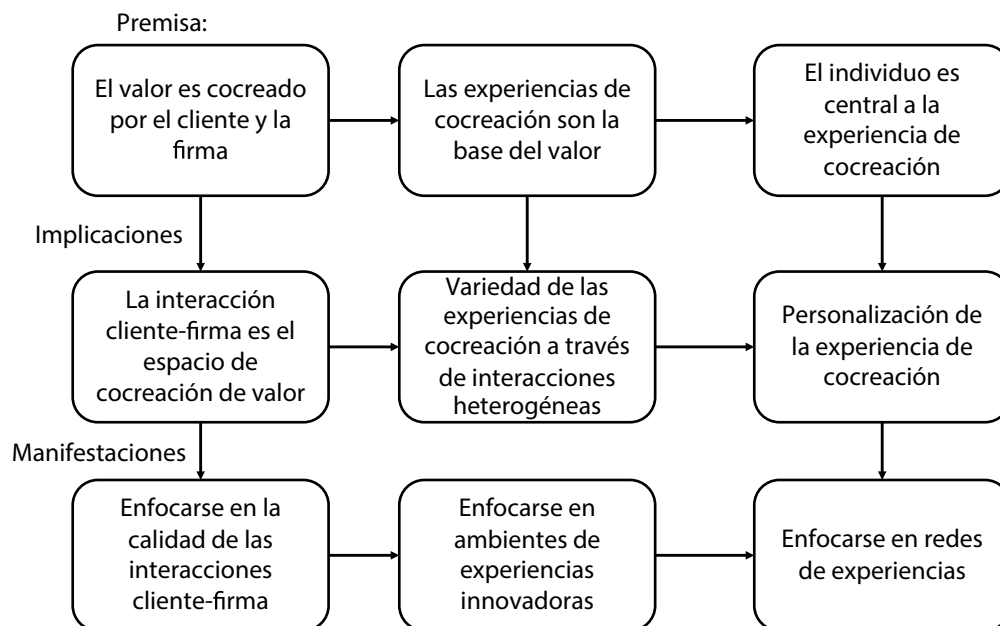 Premisa:
El valor es cocreado
por el cliente y la
firma
Las experiencias de
cocreación son la
base del valor
El individuo es
central a la
experiencia de
cocreación
Implicaciones
La interacción
cliente-firma es el
espacio de
cocreación de valor
Variedad de las
experiencias de
cocreación a través
de interacciones
heterogéneas
Personalización de
la experiencia de
cocreación
Manifestaciones
Enfocarse en la
calidad de las
interacciones
cliente-firma
Enfocarse en
ambientes de
experiencias
innovadoras
Enfocarse en redes
de experiencias